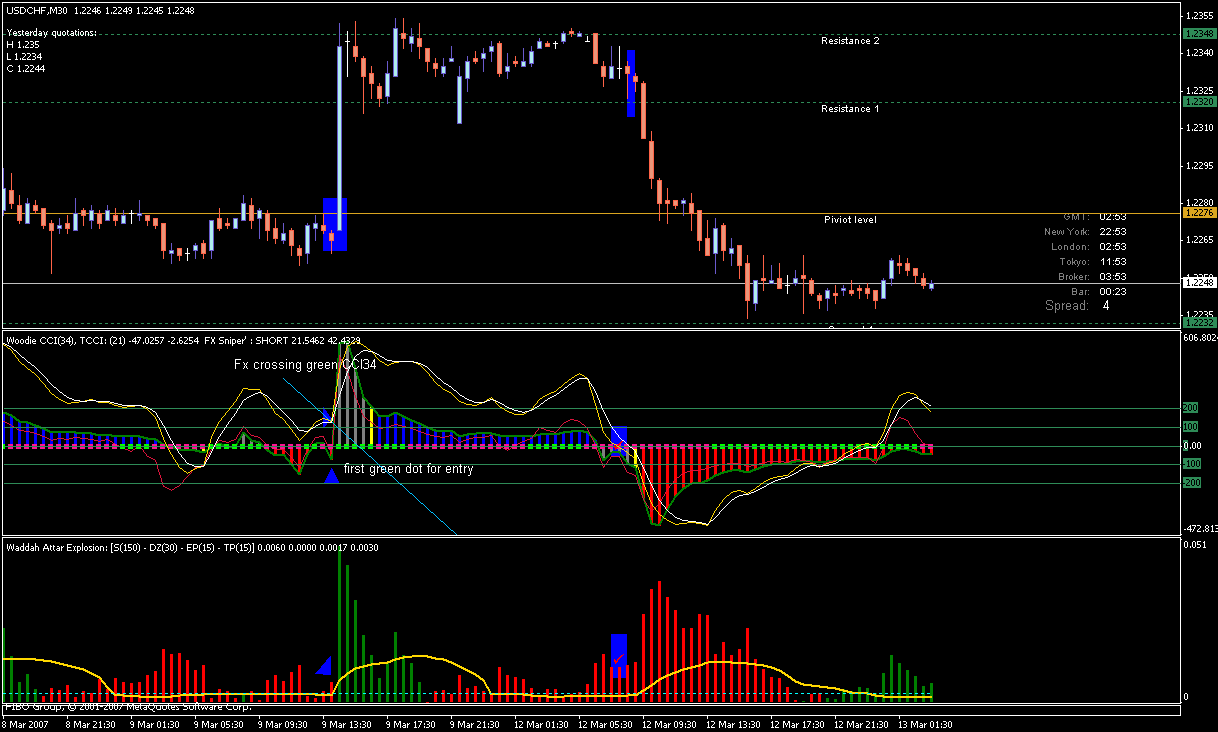 USDCHF,M30 1.2246 1.2249 1.2245 1.2248
Yesterday quotations:
H 1.235
L 1.2234
C 1.2244
Resistance 2
Resistance 1
Piviot level
GMT: 02:53
New York: 22:53
London: 02:53
Tokyo: 11:53
Broker: 03:53
Bar: 00:23
Spread: 4
1.2355
1.2348
1.2340
1.2325
1.2320
1.2310
1.2295
1.2280
1.2276
1.2265
1.2248
1.2235
1.2232
Woodie CCI(34), TCCI: (21) -47.0257 -2.6254 FX Sniper' : SHORT 21.5462 42.4329
Fx crossing green CCI34
first green dot for entry
606.802
200
100
0.00
-100
-200
-472.813
Waddah Attar Explosion: [S(150) - DZ(30) - EP(15) - TP(15)] 0.0060 0.0000 0.0017 0.0030
0.051
0
FIBO Group, © 2001-2007 MetaQuotes Software Corp.
8 Mar 2007 8 Mar 21:30 9 Mar 01:30 9 Mar 05:30 9 Mar 09:30 9 Mar 13:30 9 Mar 17:30 9 Mar 21:30 12 Mar 01:30 12 Mar 05:30 12 Mar 09:30 12 Mar 13:30 12 Mar 17:30 12 Mar 21:30 13 Mar 01:30